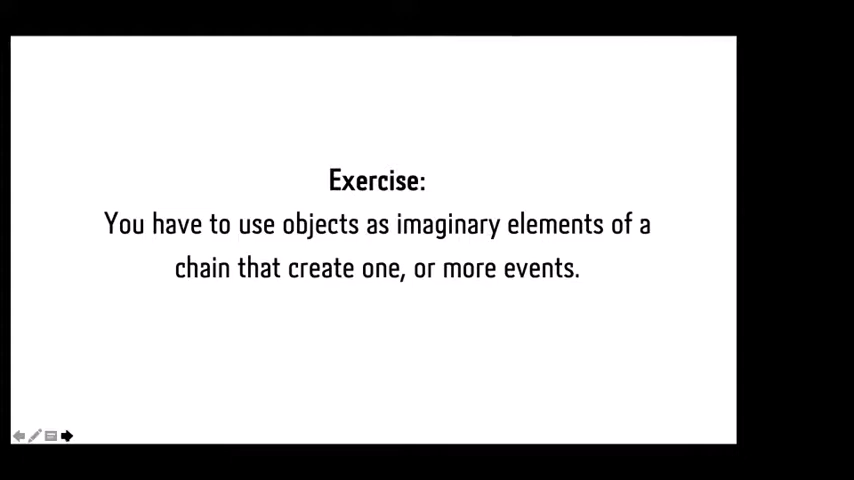 Exercise:
You have to use objects as imaginary elements of a
chain that create one, or more events.